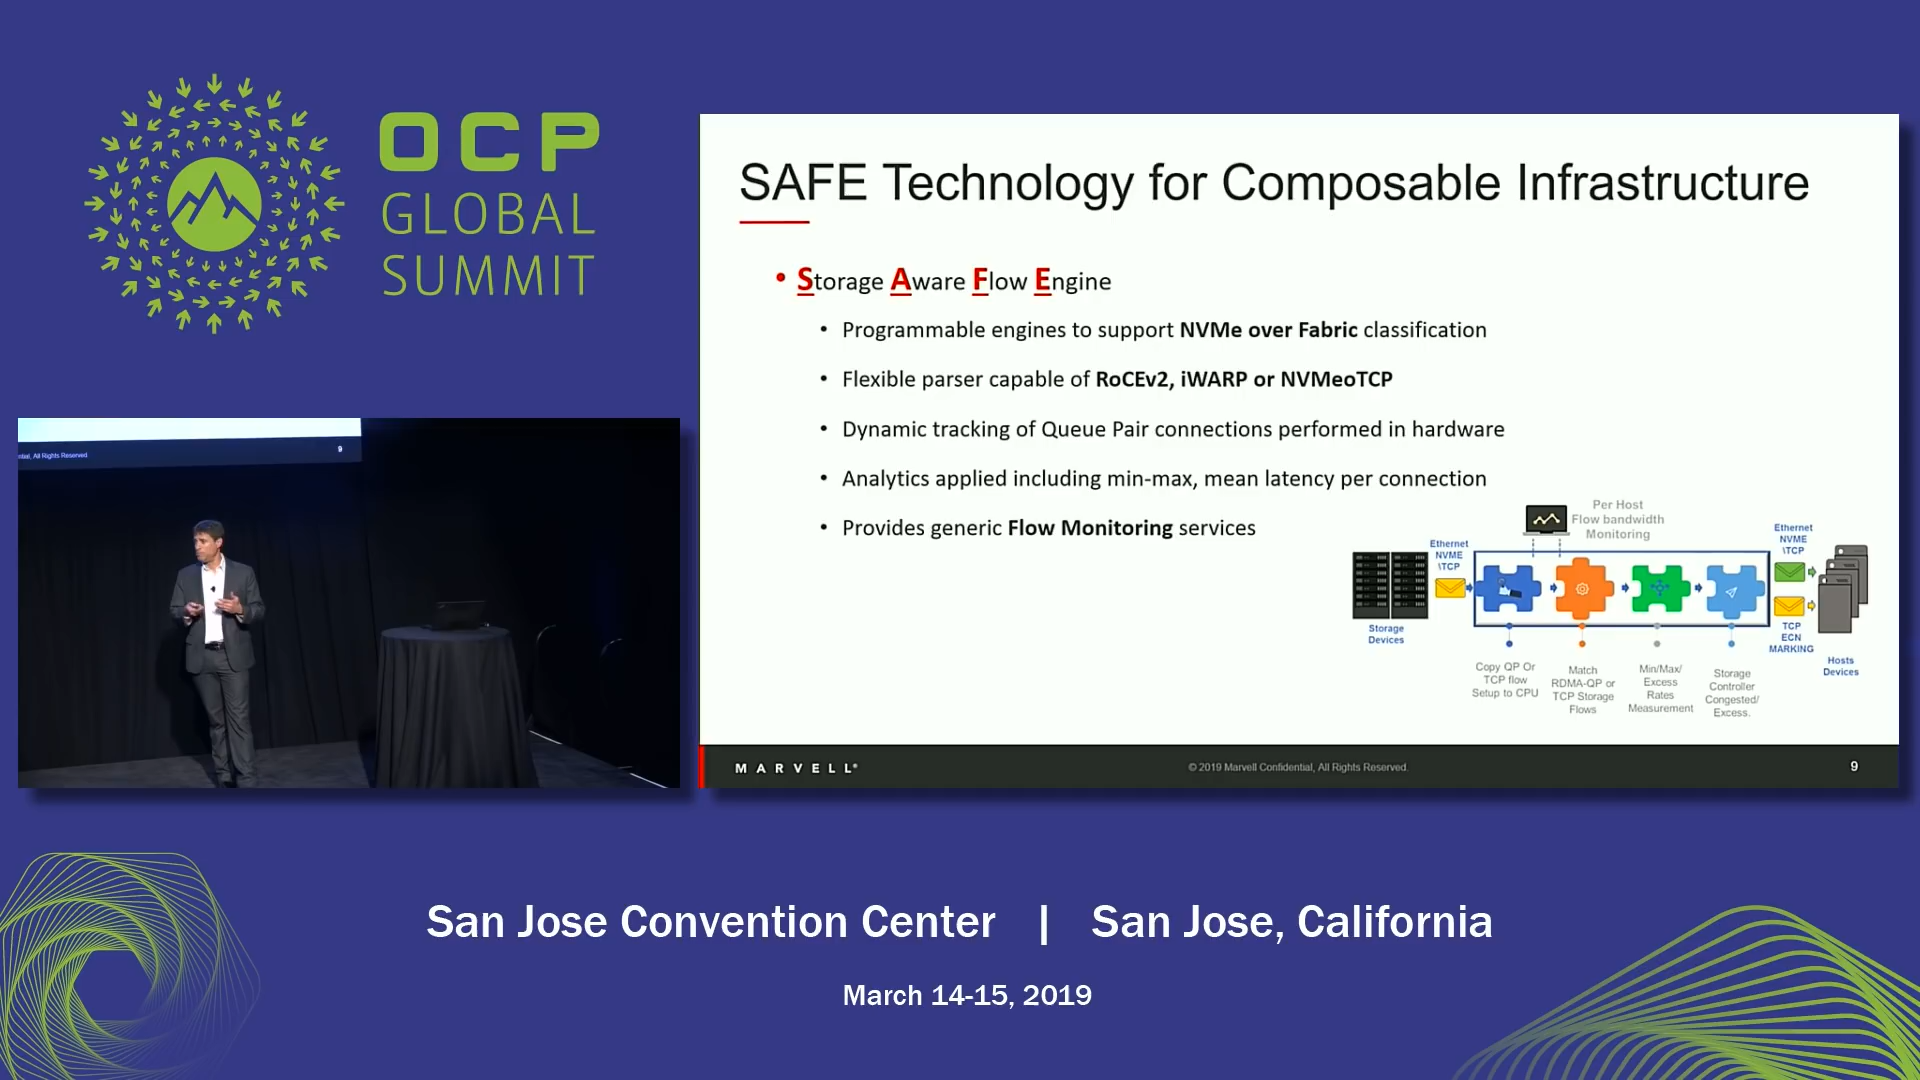 OCP
GLOBAL
SUMMIT
ntial, All Rights Reserved
9
SAFE Technology for Composable Infrastructure
• Storage Aware Flow Engine
• Programmable engines to support NVMe over Fabric classification
• Flexible parser capable of RoCEv2, iWARP or NVMeoTCP
• Dynamic tracking of Queue Pair connections performed in hardware
• Analytics applied including min-max, mean latency per connection
• Provides generic Flow Monitoring services
Per Host
Flow bandwidth
Monitoring
Ethernet
NVME
\TCP
Ethernet
NVME
\TCP
Storage
Devices
TCP
ECN
MARKING
Hosts
Devices
Copy QP Or
TCP flow
Setup to CPU
Match
RDMA-QP or
TCP Storage
Flows
Min/Max/
Excess
Rates
Measurement
Storage
Controller
Congested/
Excess.
MARVELL®
© 2019 Marvell Confidential, All Rights Reserved.
9
San Jose Convention Center | San Jose, California
March 14-15, 2019